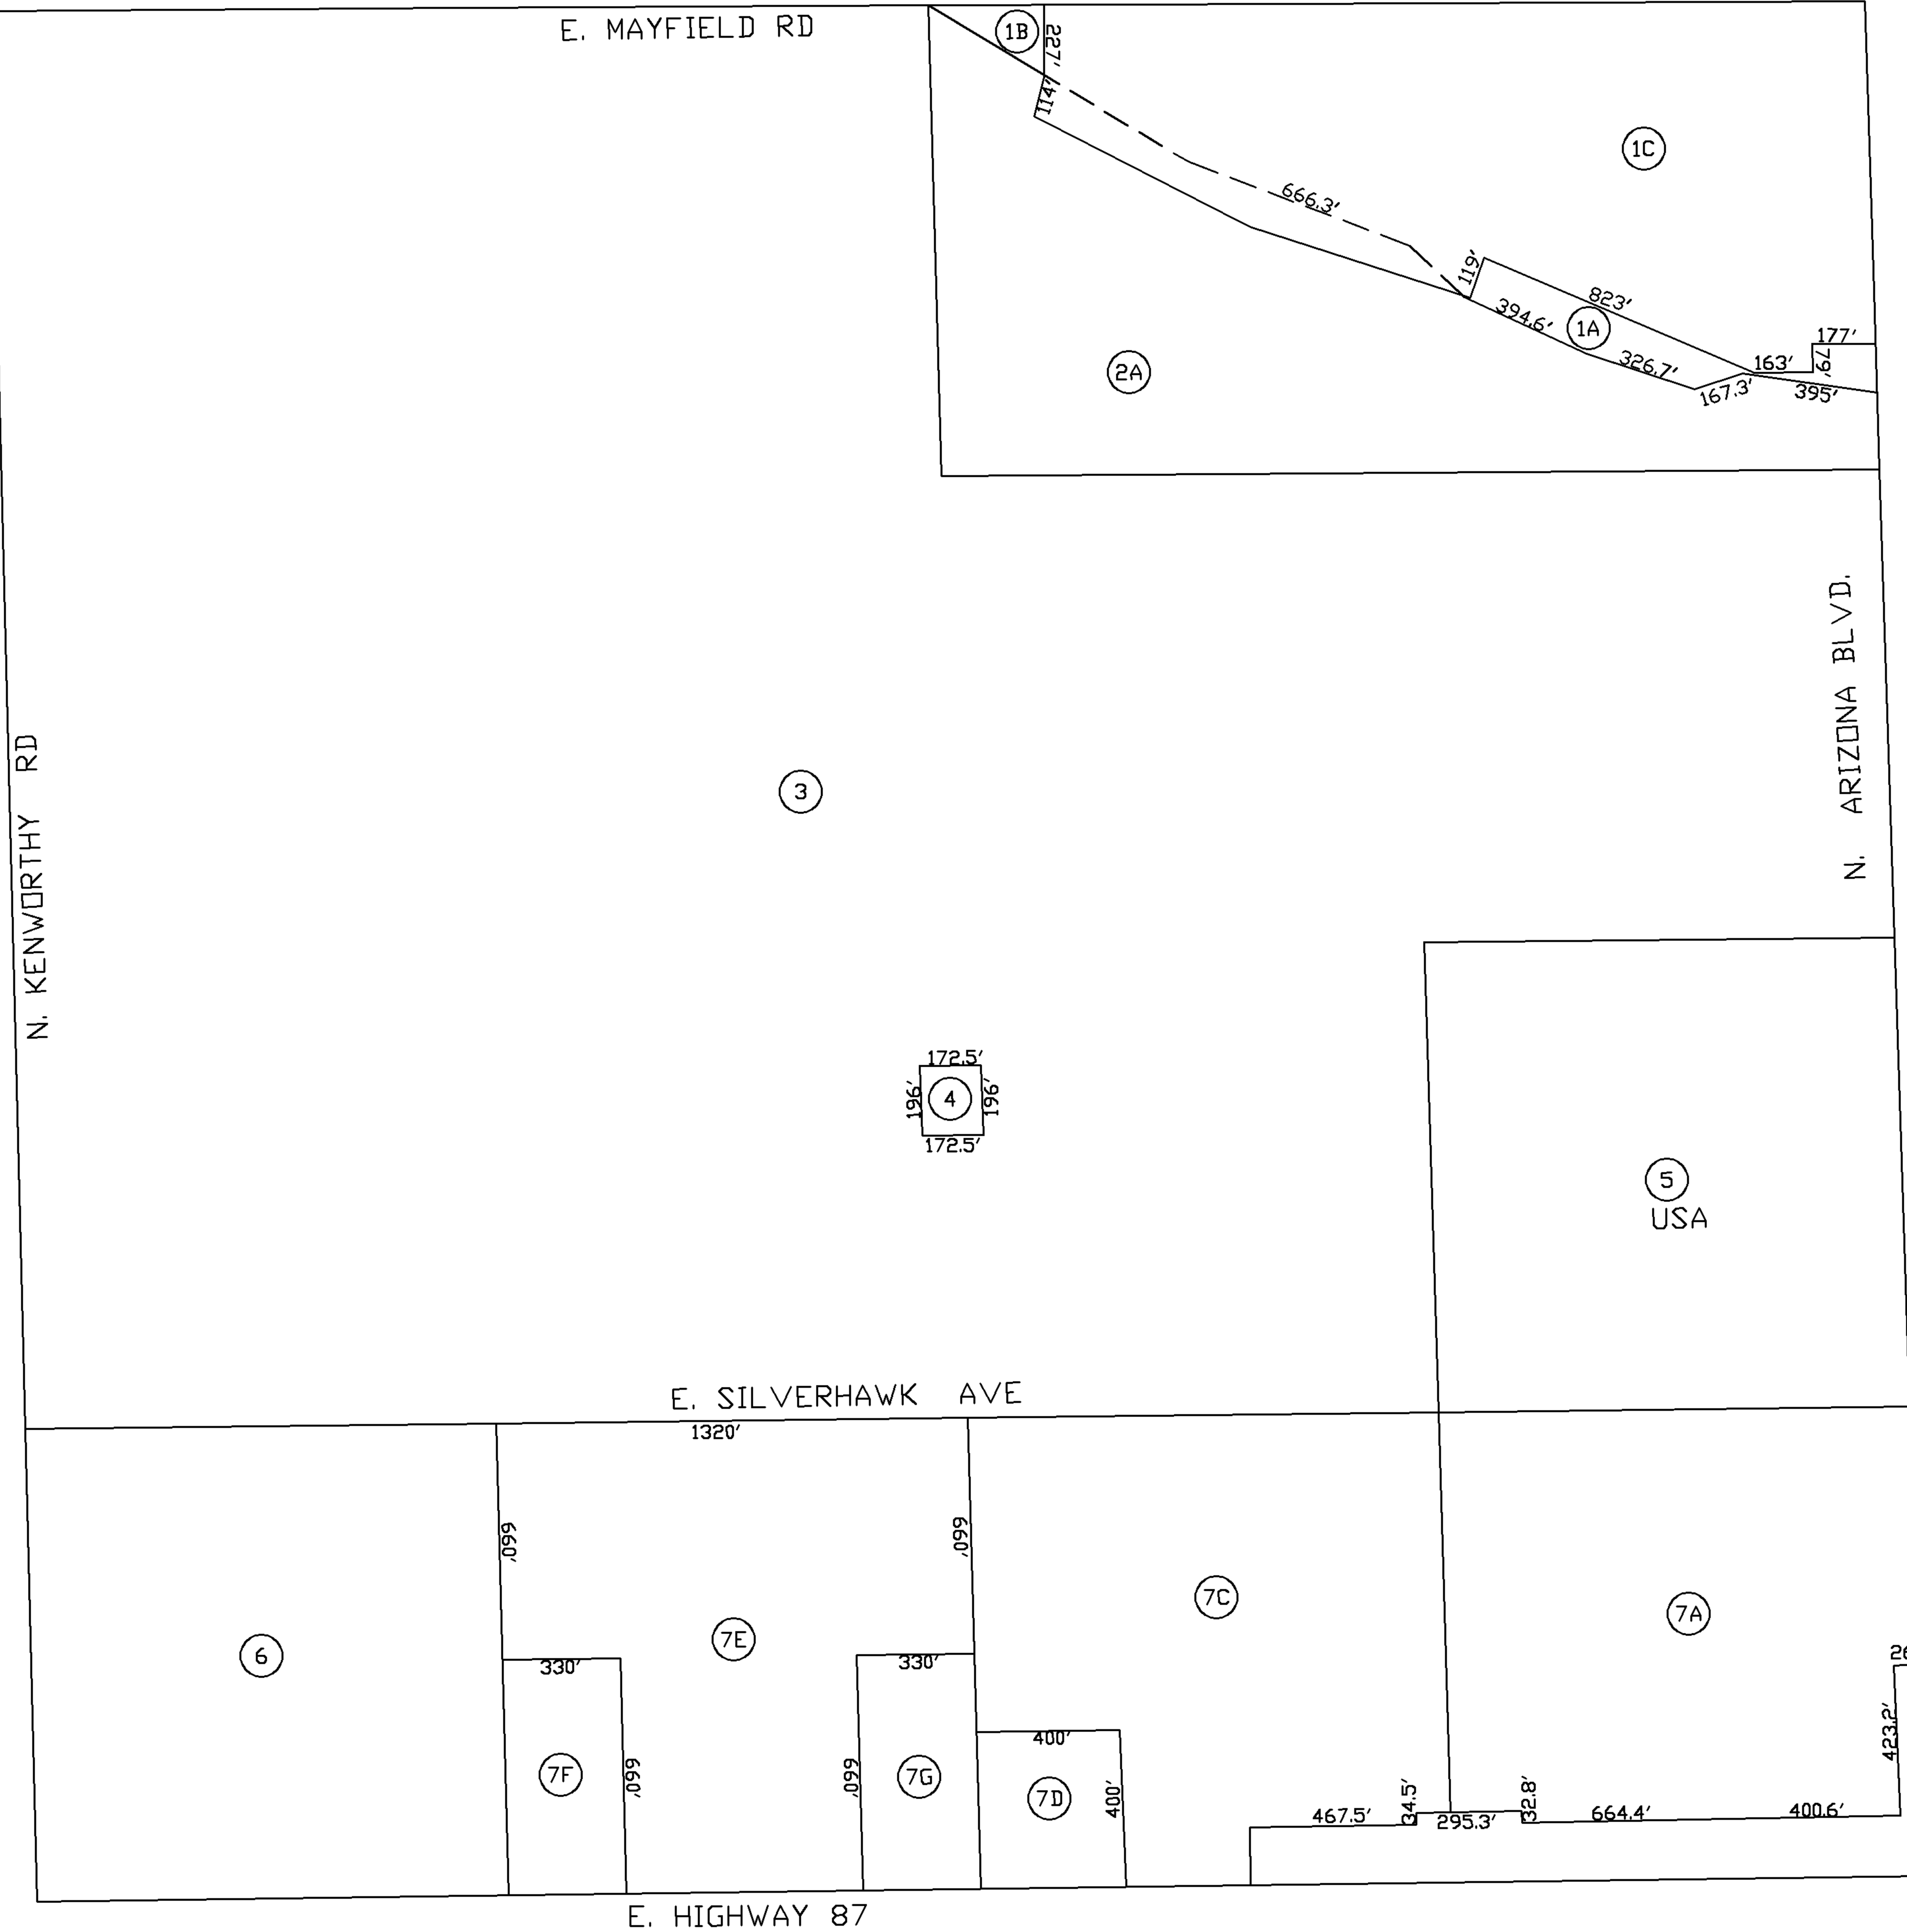 E. MAYFIELD RD
1B
227'
114'
1C
666.3'
119'
823'
394.6'
1A
177'
79'
163'
326.7'
167.3'
395'
2A
N. ARIZONA BLVD.
N. KENWORTHY RD
3
172.5'
196'
4
196'
172.5'
5
USA
E. SILVERHAWK AVE
1320'
660'
660'
7C
7A
7E
6
330'
330'
26
423.2'
400'
7F
660'
660'
7G
7D
400'
467.5'
34.5'
295.3'
32.8'
664.4'
400.6'
E. HIGHWAY 87